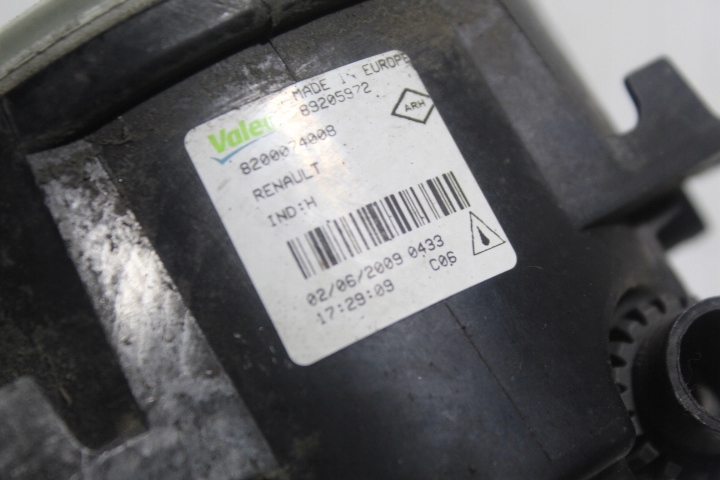 MADE IN EUROPE
89205972
Valeo
ARH
8200074008
RENAULT
IND:H
02/06/2009 0433
17:29:09 C06